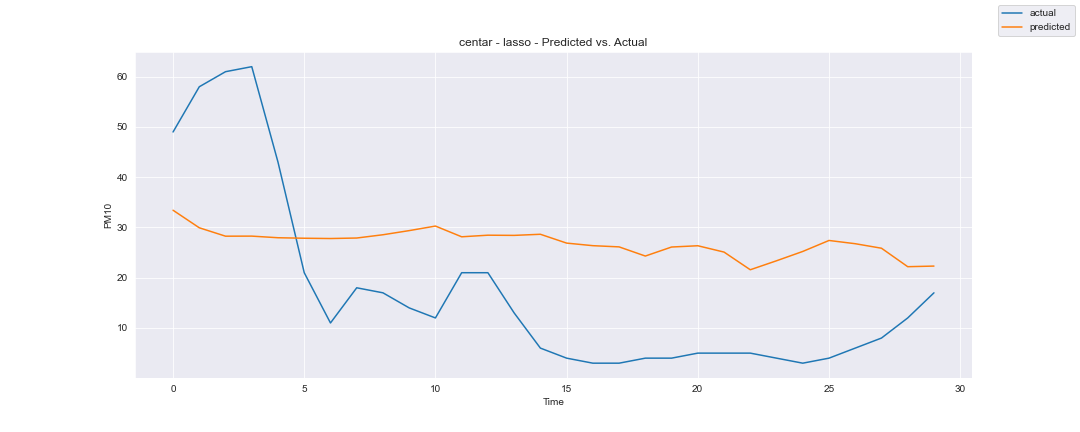 actual
predicted
centar - lasso - Predicted vs. Actual
60
50
40
30
20
10
PM10
0 5 10 15 20 25 30
Time